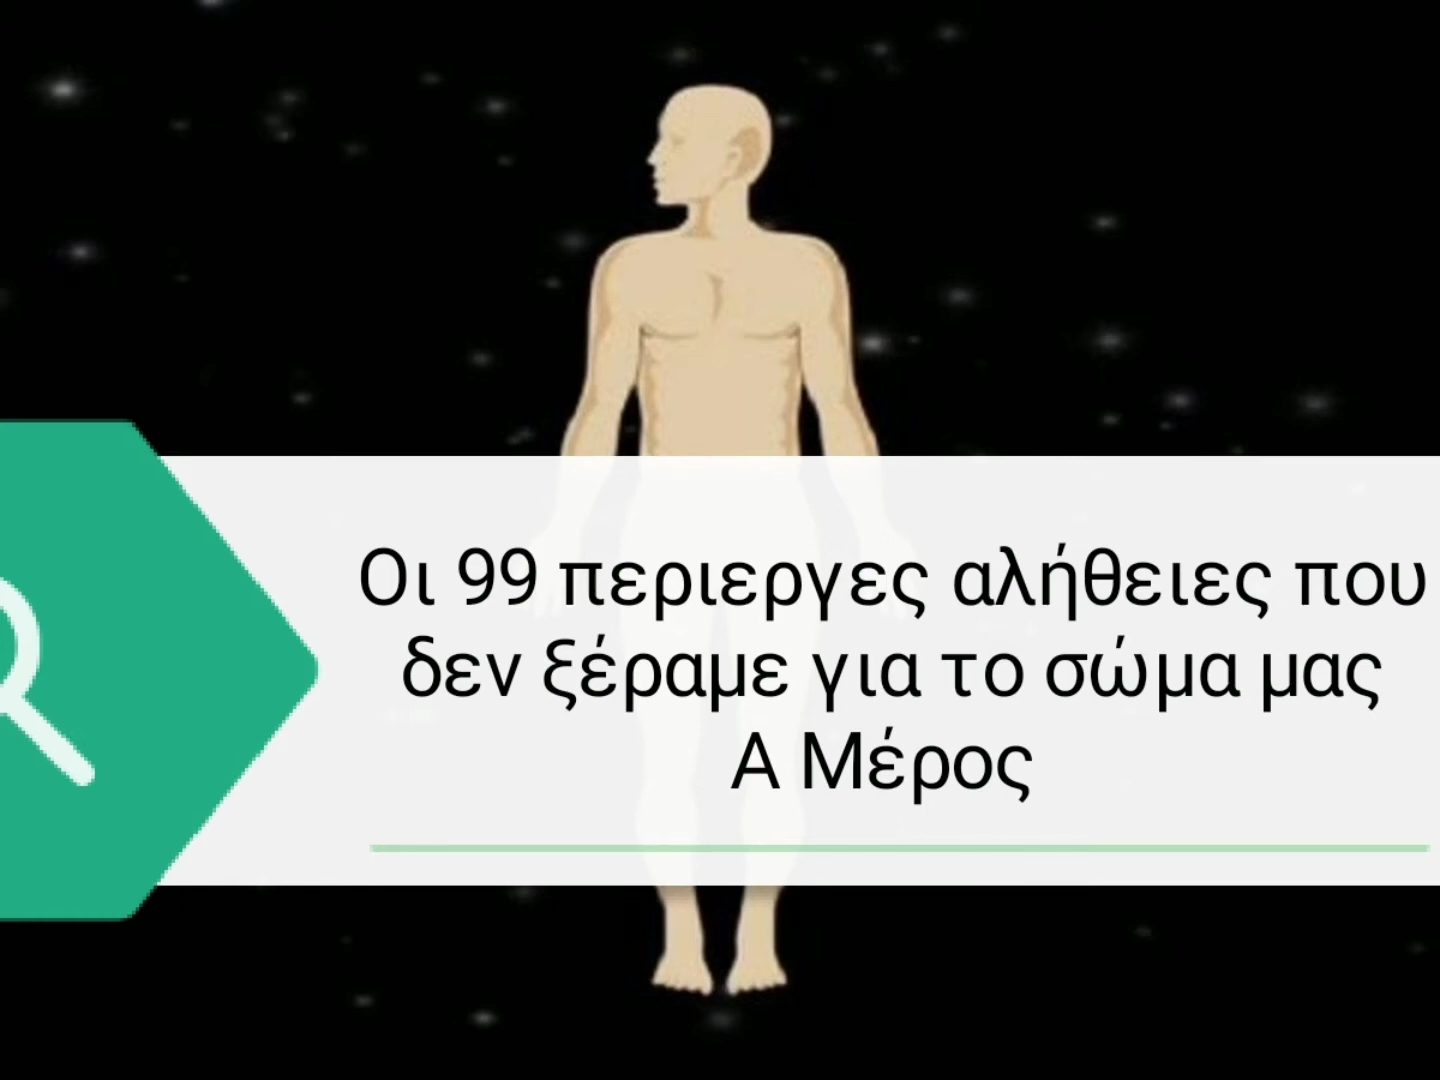 Οι 99 περιεργες αλήθειες που
δεν ξέραμε για το σώμα μας
Α Μέρος